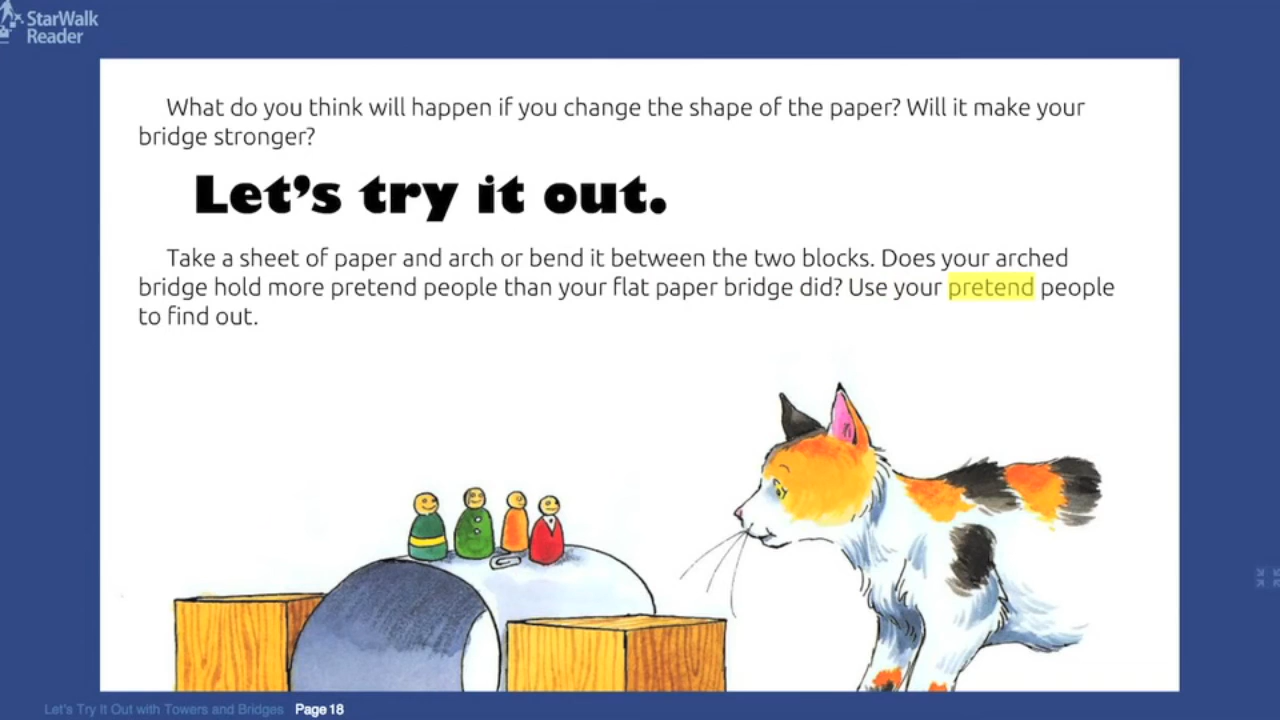 StarWalk
Reader
What do you think will happen if you change the shape of the paper? Will it make your
bridge stronger?
Let's try it out.
Take a sheet of paper and arch or bend it between the two blocks. Does your arched
bridge hold more pretend people than your flat paper bridge did? Use your pretend people
to find out.
Let's Try It Out with Towers and Bridges Page 18